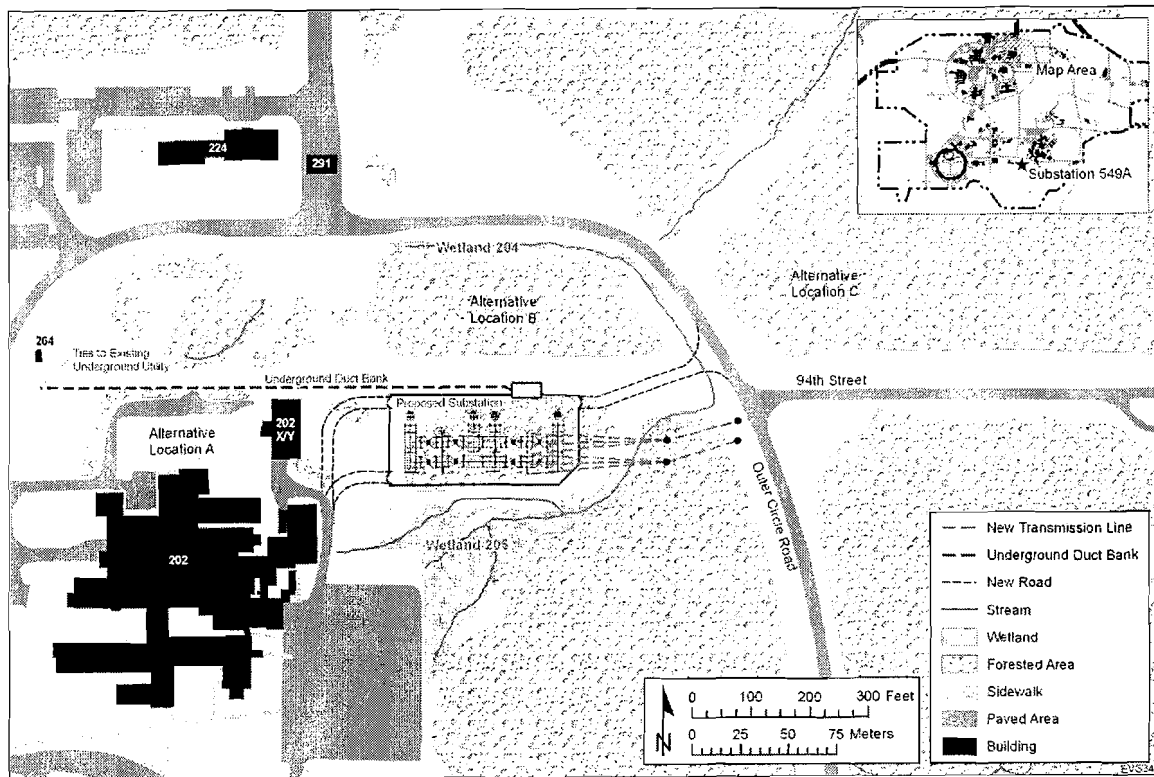 Map Area
Substation 549A
224
291
Wetland 204
Alternative
Location C
Alternative
Location B
264
Ties to Existing
Underground Utility
Underground Duct Bank
94th Street
Proposed Substation
202
X/Y
Alternative
Location A
Outer Circle Road
Wetland 205
202
New Transmission Line
Underground Duct Bank
New Road
Stream
Wetland
Forested Area
Sidewalk
Paved Area
Building
0 100 200 300 Feet
0 25 50 75 Meters
N